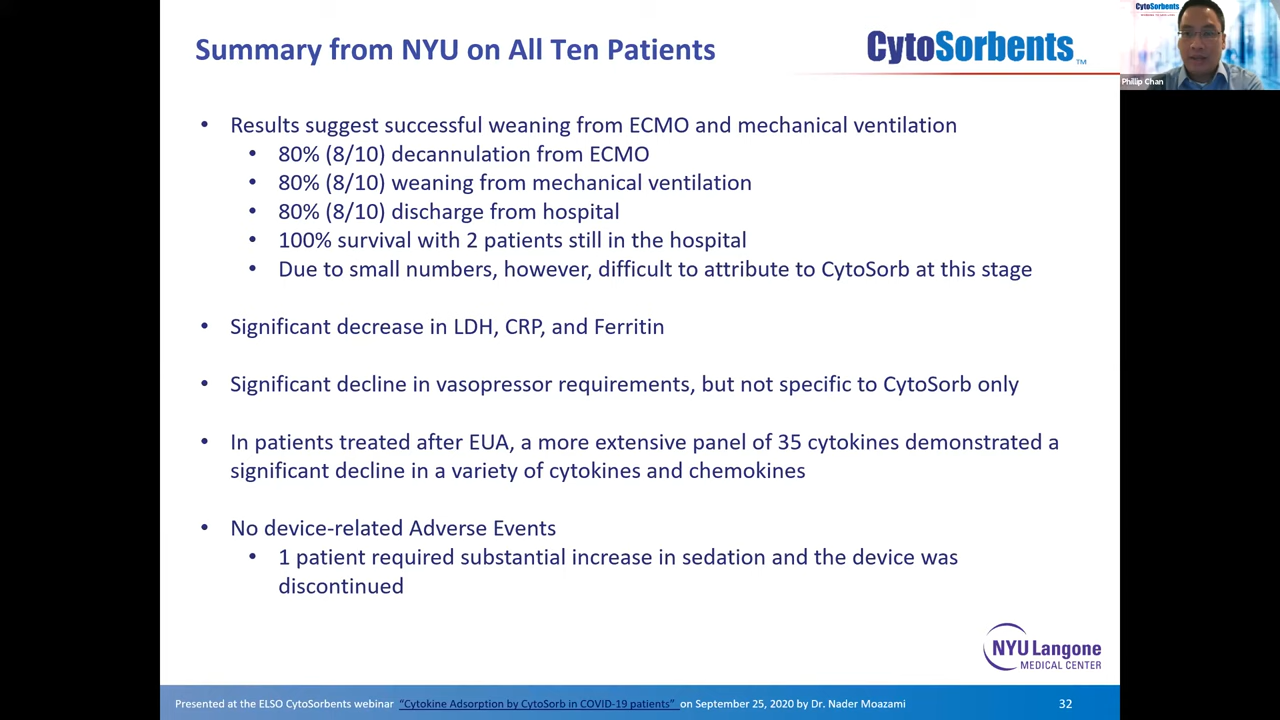 Summary from NYU on All Ten Patients
CytoSorbents™
CytoSorbents
Phillip Chan
• Results suggest successful weaning from ECMO and mechanical ventilation
• 80% (8/10) decannulation from ECMO
• 80% (8/10) weaning from mechanical ventilation
• 80% (8/10) discharge from hospital
• 100% survival with 2 patients still in the hospital
• Due to small numbers, however, difficult to attribute to CytoSorb at this stage
• Significant decrease in LDH, CRP, and Ferritin
• Significant decline in vasopressor requirements, but not specific to CytoSorb only
• In patients treated after EUA, a more extensive panel of 35 cytokines demonstrated a
significant decline in a variety of cytokines and chemokines
• No device-related Adverse Events
• 1 patient required substantial increase in sedation and the device was
discontinued
NYU Langone
MEDICAL CENTER
Presented at the ELSO CytoSorbents webinar “Cytokine Adsorption by CytoSorb in COVID-19 patients” on September 25, 2020 by Dr. Nader Moazami
32